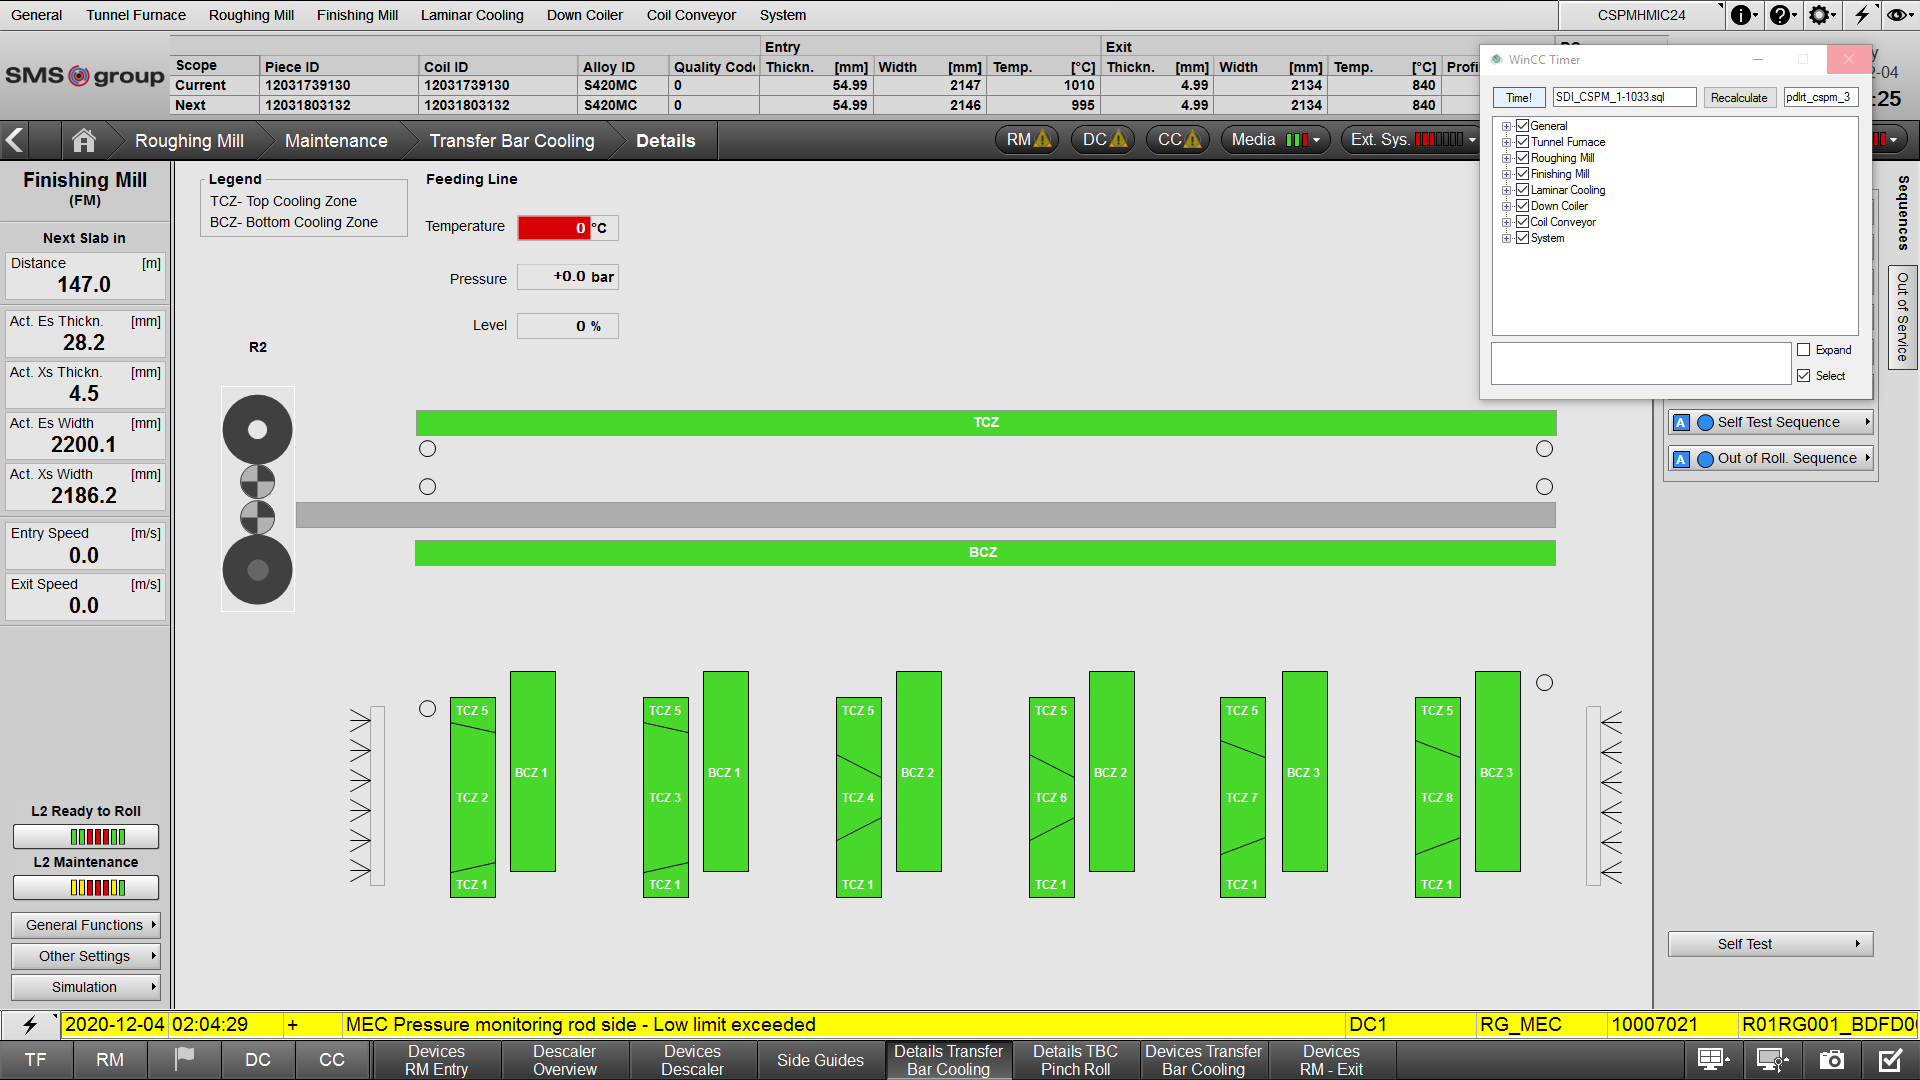 General Tunnel Furnace Roughing Mill Finishing Mill Laminar Cooling Down Coiler Coil Conveyor System CSPMHMIC24
SMS group
Entry Exit
Scope Piece ID Coil ID Alloy ID Quality Code Thickn. [mm] Width [mm] Temp. [°C] Thickn. [mm] Width [mm] Temp. [°C] Profi
Current 12031739130 12031739130 S420MC 0 54.99 2147 1010 4.99 2134 840
Next 12031803132 12031803132 S420MC 0 54.99 2146 995 4.99 2134 840
-04
:25
WinCC Timer
Time! SDI_CSPM_1-1033.sql Recalculate pdlrt_cspm_3
General
Tunnel Furnace
Roughing Mill
Finishing Mill
Laminar Cooling
Down Coiler
Coil Conveyor
System
Expand
Select
Roughing Mill Maintenance Transfer Bar Cooling Details RM DC CC Media Ext. Sys.
Finishing Mill
(FM)
Next Slab in
Distance [m]
147.0
Act. Es Thickn. [mm]
28.2
Act. Xs Thickn. [mm]
4.5
Act. Es Width [mm]
2200.1
Act. Xs Width [mm]
2186.2
Entry Speed [m/s]
0.0
Exit Speed [m/s]
0.0
L2 Ready to Roll
L2 Maintenance
General Functions
Other Settings
Simulation
Legend
TCZ- Top Cooling Zone
BCZ- Bottom Cooling Zone
Feeding Line
Temperature 0 °C
Pressure +0.0 bar
Level 0 %
R2
TCZ
BCZ
TCZ 5 TCZ 5 TCZ 5 TCZ 5 TCZ 5 TCZ 5
BCZ 1 BCZ 1 BCZ 2 BCZ 2 BCZ 3 BCZ 3
TCZ 2 TCZ 3 TCZ 4 TCZ 6 TCZ 7 TCZ 8
TCZ 1 TCZ 1 TCZ 1 TCZ 1 TCZ 1 TCZ 1
Sequences
Out of Service
A Self Test Sequence
A Out of Roll. Sequence
Self Test
2020-12-04 02:04:29 + MEC Pressure monitoring rod side - Low limit exceeded DC1 RG_MEC 10007021 R01RG001_BDFD0
TF RM DC CC
Devices
RM Entry
Descaler
Overview
Devices
Descaler
Side Guides
Details Transfer
Bar Cooling
Details TBC
Pinch Roll
Devices Transfer
Bar Cooling
Devices
RM - Exit